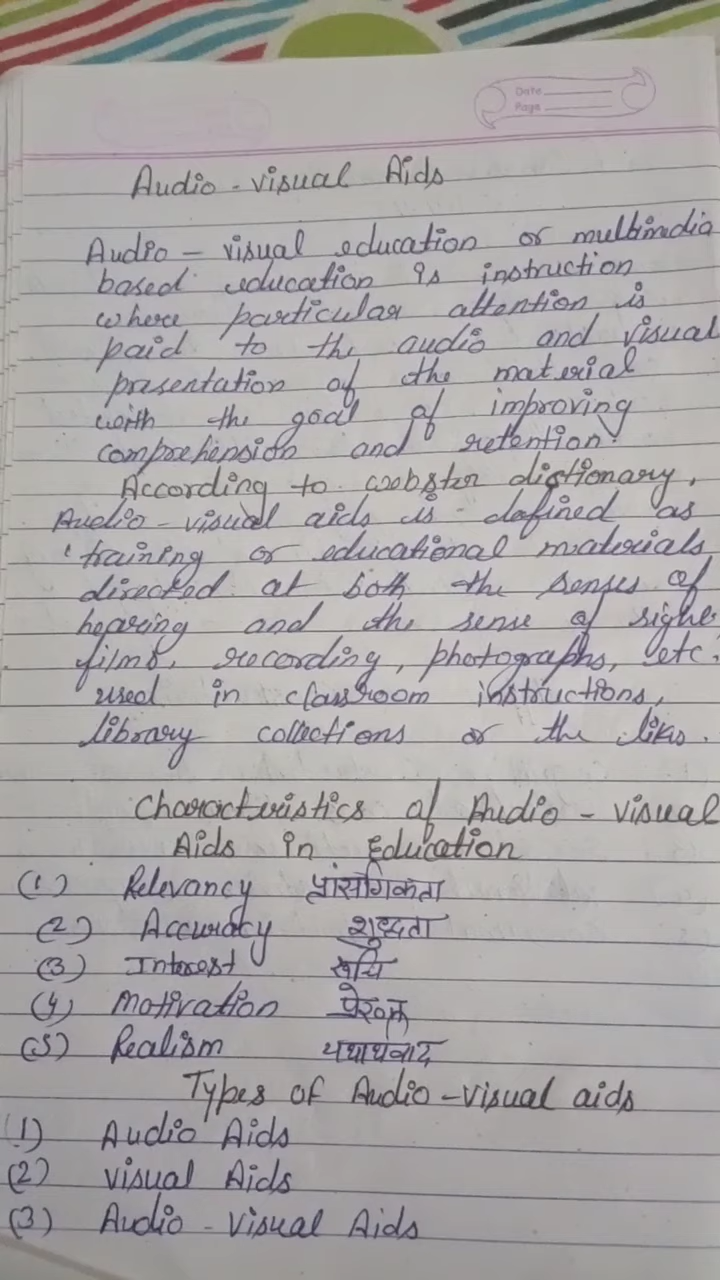 Date
Page
Audio - visual Aids
Audio - visual education or multimedia
based education is instruction
where particular attention is
paid to the audio and visual
presentation of the material
with the goal of improving
comprehension and retention.
According to webster dictionary,
Audio - visual aids is defined as
'training or educational materials
directed at both the senses of
hearing and the sense of sight
films, recording, photographs, etc.
used in classroom instructions,
library collections or the likes.
Characteristics of Audio - visual
Aids in Education
(1) Relevancy प्रांसगिकता
(2) Accuracy शुद्धता
(3) Interest रूचि
(4) Motivation
(5) Realism यथार्थवाद
Types of Audio - visual aids
(1) Audio Aids
(2) visual Aids
(3) Audio - visual Aids